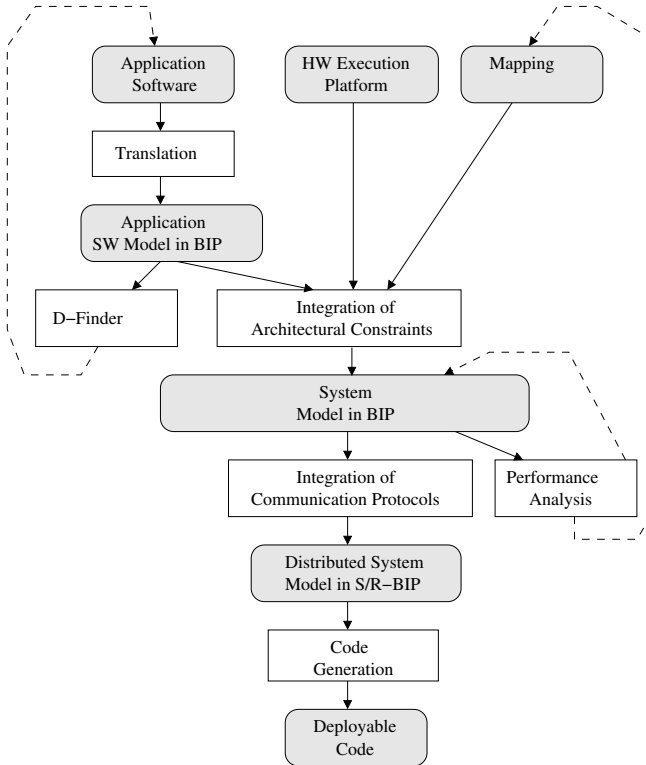 Application
Software
HW Execution
Platform
Mapping
Translation
Application
SW Model in BIP
D−Finder
Integration of
Architectural Constraints
System
Model in BIP
Integration of
Communication Protocols
Performance
Analysis
Distributed System
Model in S/R−BIP
Code
Generation
Deployable
Code